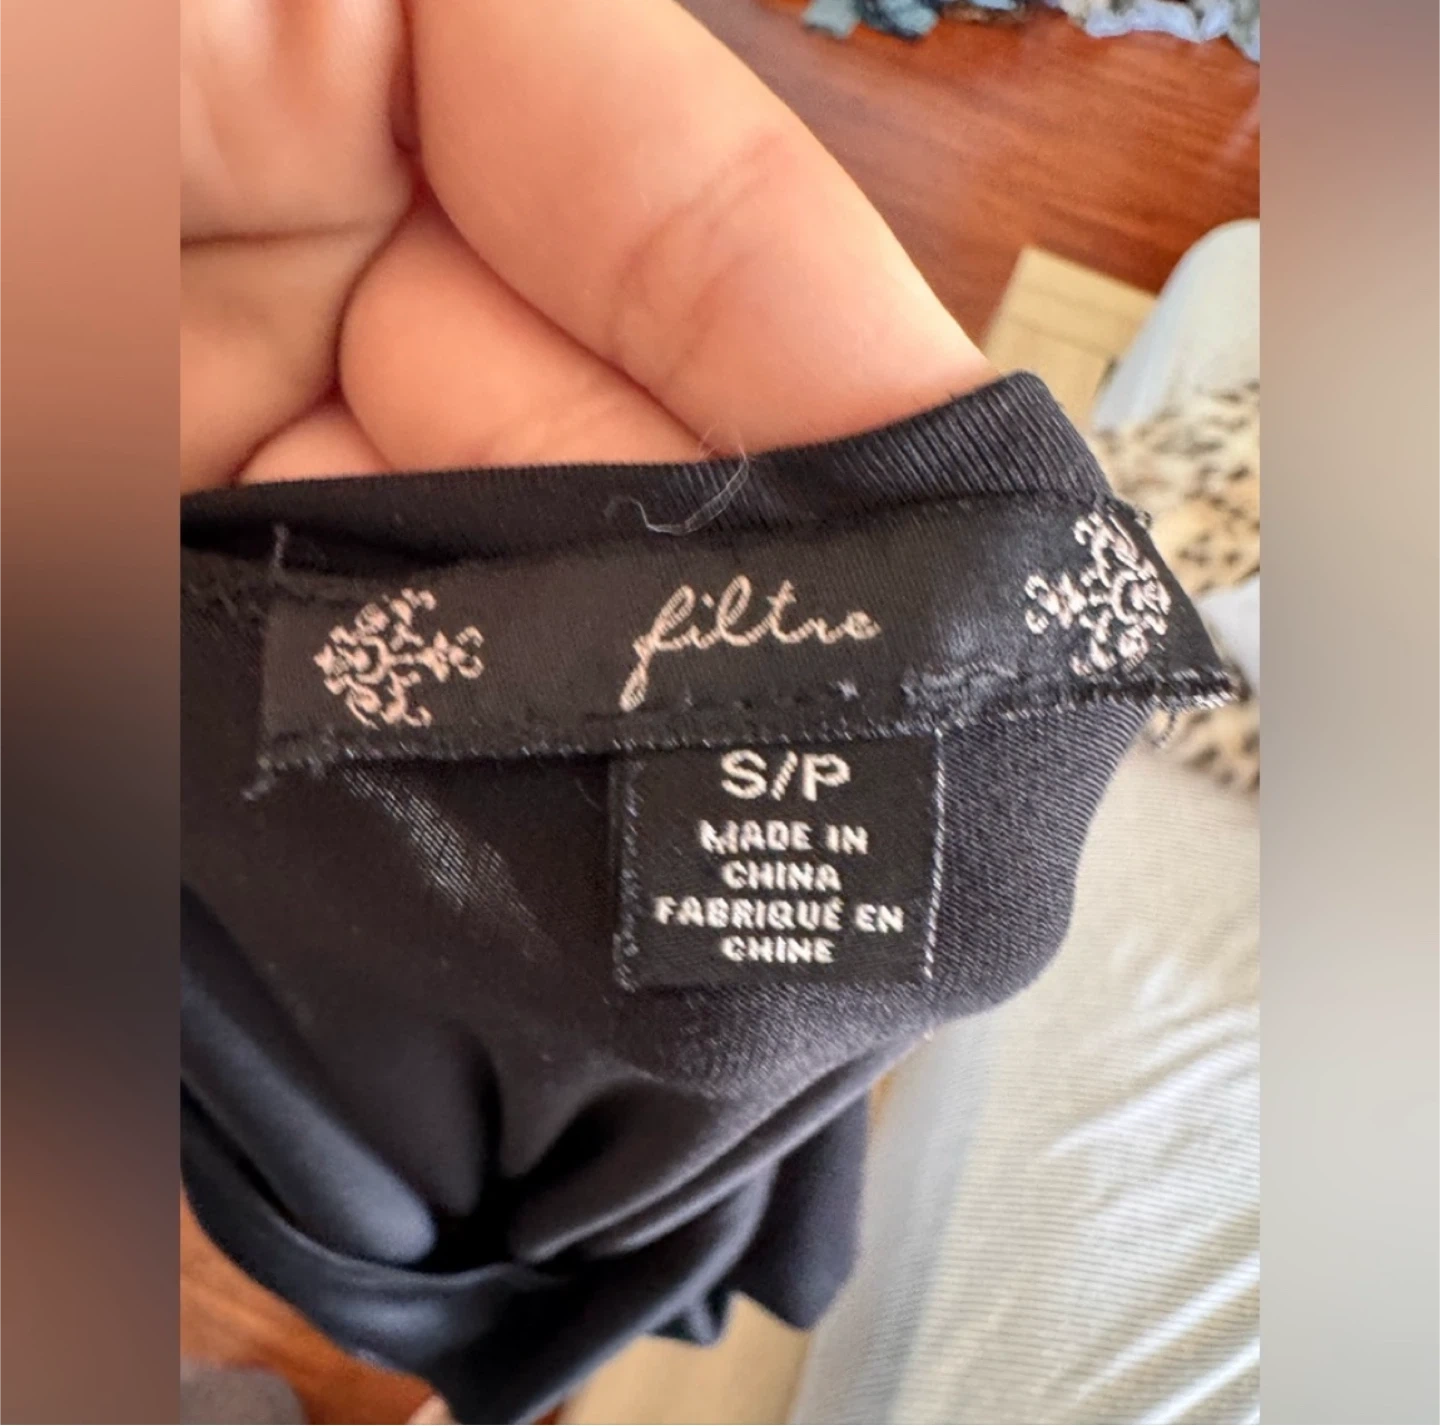 filtre
S/P
MADE IN
CHINA
FABRIQUÉ EN
CHINE